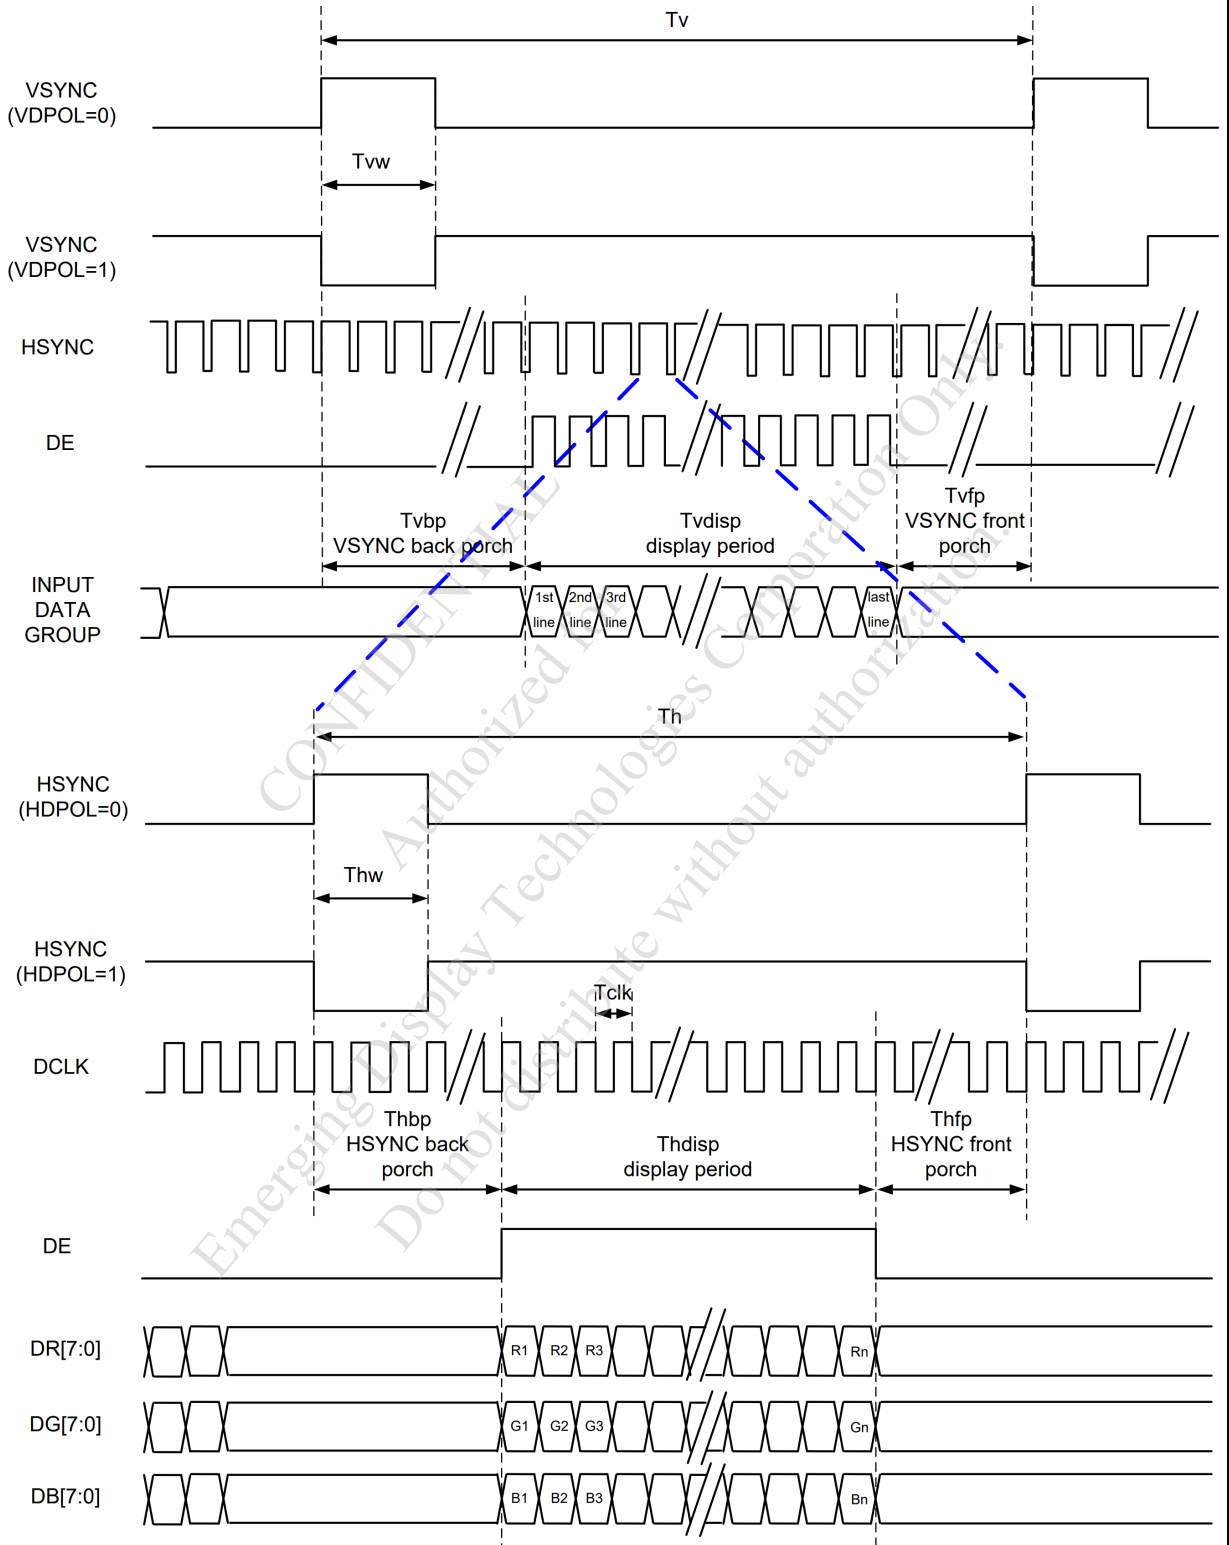 Tv
VSYNC
(VDPOL=0)
Tvw
VSYNC
(VDPOL=1)
HSYNC
DE
Tvbp
VSYNC back porch
Tvdisp
display period
Tvfp
VSYNC front
porch
INPUT
DATA
GROUP
1st
line
2nd
line
3rd
line
last
line
Th
HSYNC
(HDPOL=0)
Thw
HSYNC
(HDPOL=1)
Tclk
DCLK
Thbp
HSYNC back
porch
Thdisp
display period
Thfp
HSYNC front
porch
DE
DR[7:0]
R1 R2 R3 Rn
DG[7:0]
G1 G2 G3 Gn
DB[7:0]
B1 B2 B3 Bn
CONFIDENTIAL
Authorized for
Emerging Display Technologies Corporation Only.
Do not distribute without authorization.